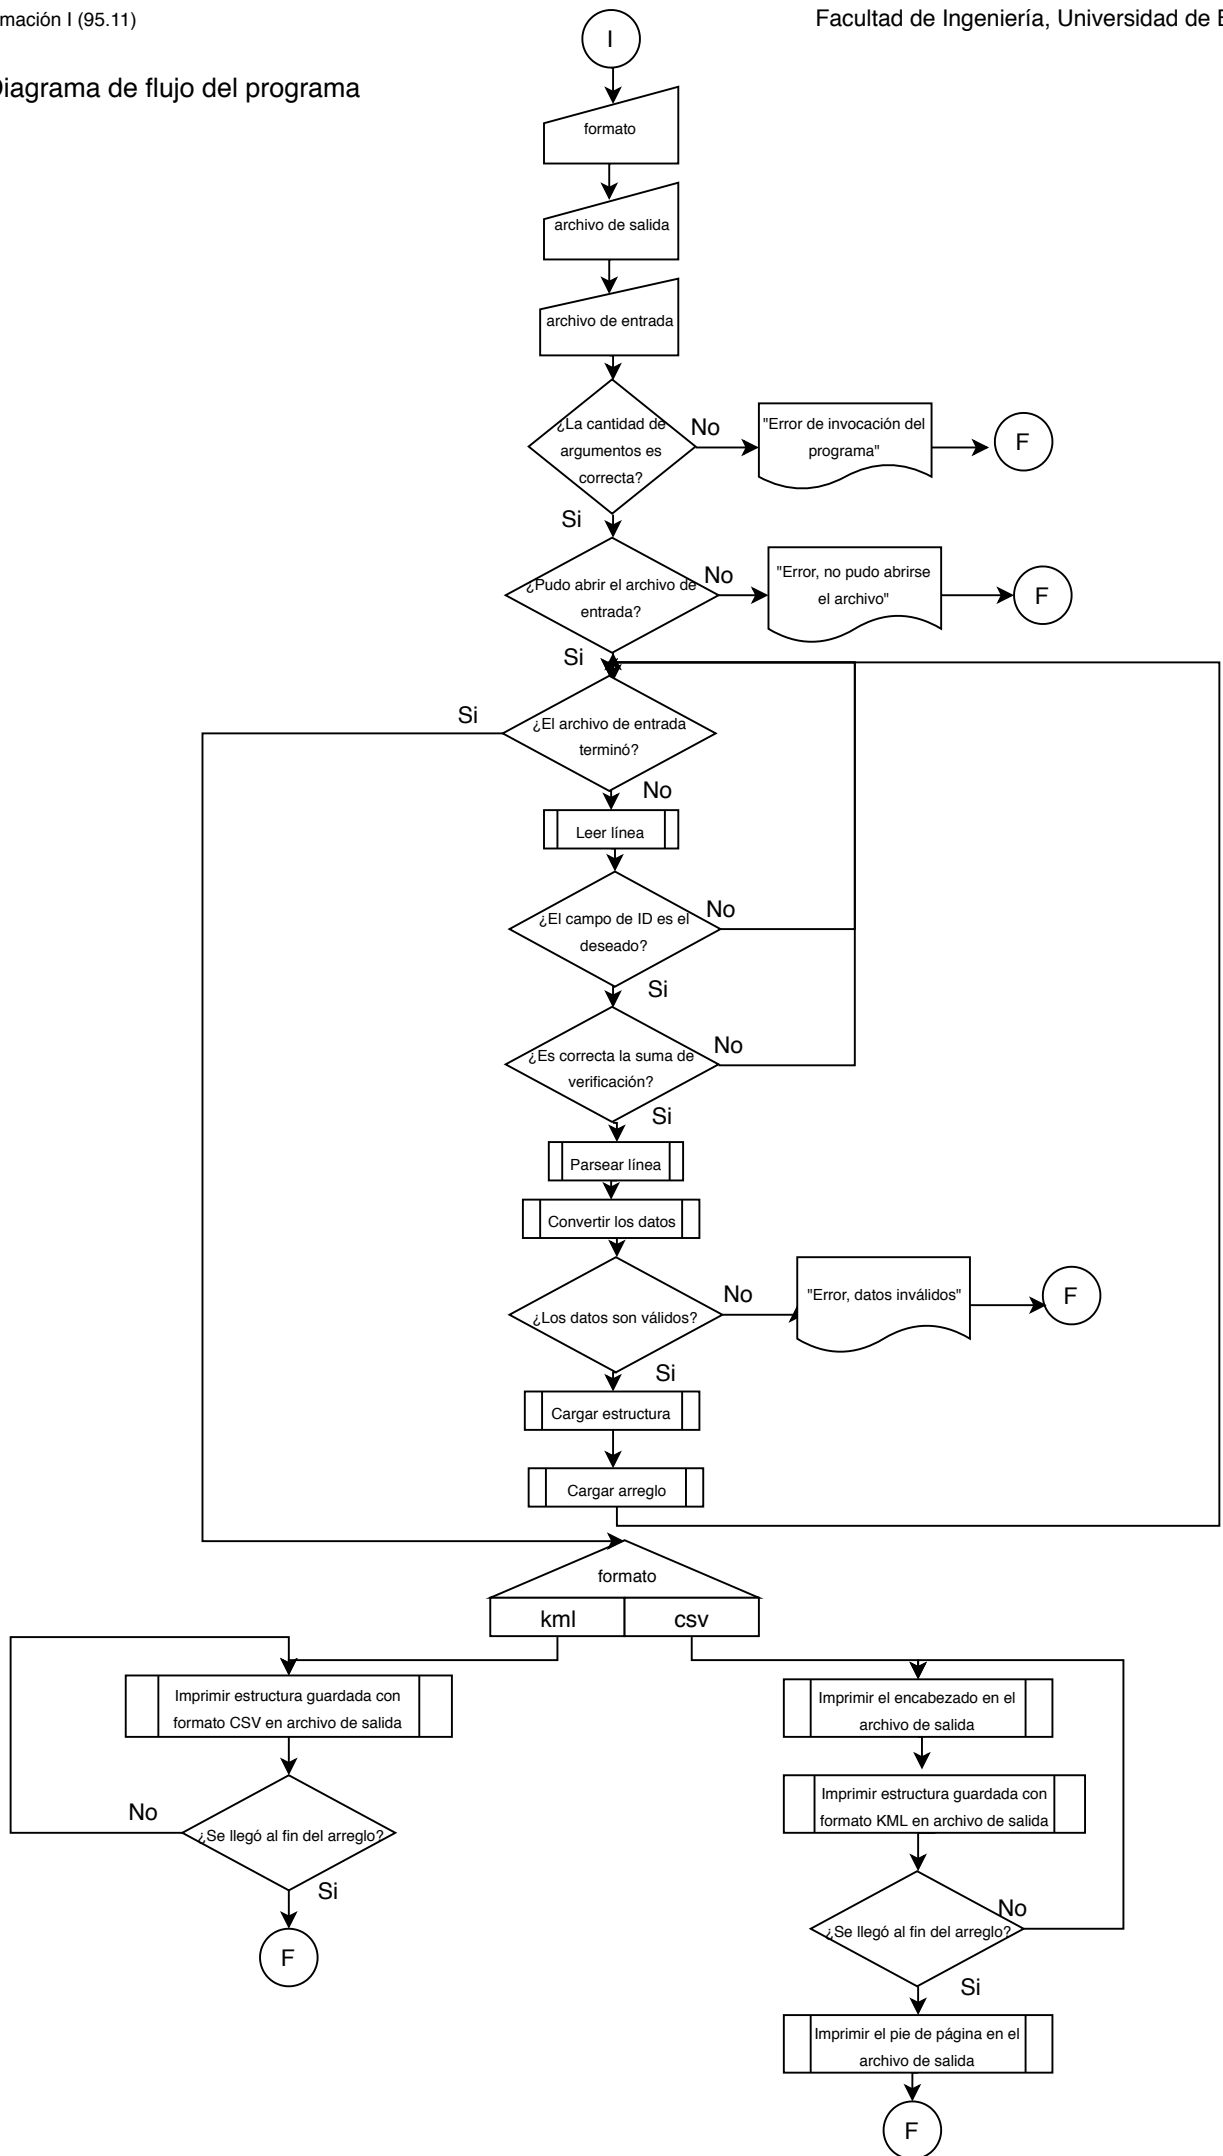 mación I (95.11)
Facultad de Ingeniería, Universidad de
I
Diagrama de flujo del programa
formato
archivo de salida
archivo de entrada
¿La cantidad de
argumentos es
correcta?
No
"Error de invocación del
programa"
F
Si
¿Pudo abrir el archivo de
entrada?
No
"Error, no pudo abrirse
el archivo"
F
Si
¿El archivo de entrada
terminó?
Si
No
Leer línea
¿El campo de ID es el
deseado?
No
Si
¿Es correcta la suma de
verificación?
No
Si
Parsear línea
Convertir los datos
¿Los datos son válidos?
No
"Error, datos inválidos"
F
Si
Cargar estructura
Cargar arreglo
formato
kml
csv
Imprimir estructura guardada con
formato CSV en archivo de salida
No
¿Se llegó al fin del arreglo?
Si
F
Imprimir el encabezado en el
archivo de salida
Imprimir estructura guardada con
formato KML en archivo de salida
No
¿Se llegó al fin del arreglo?
Si
Imprimir el pie de página en el
archivo de salida
F